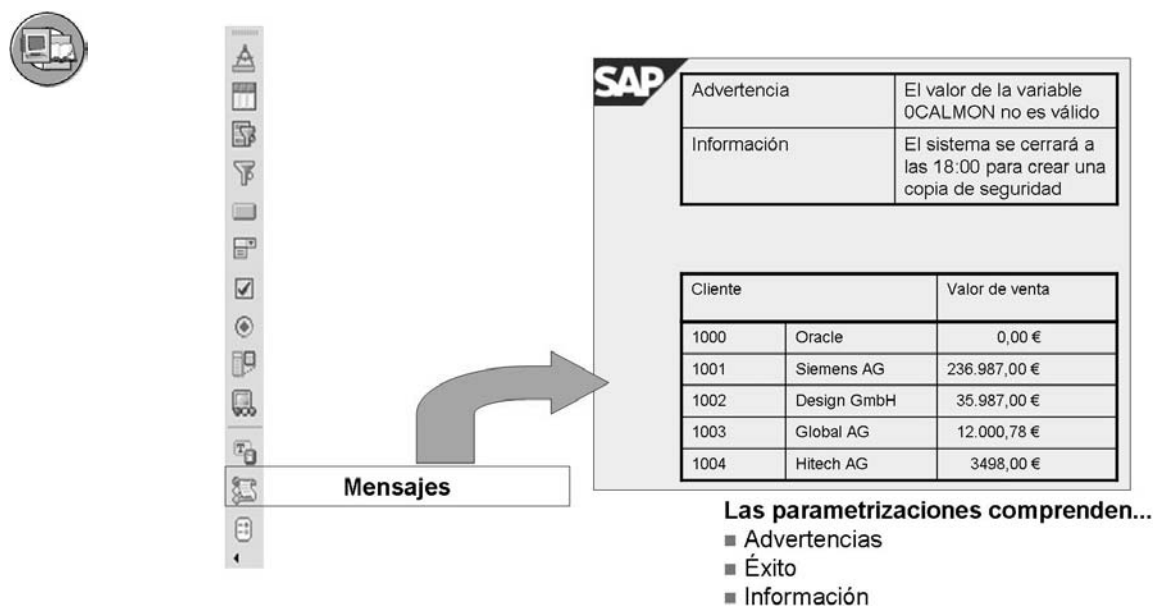 SAP
Advertencia
El valor de la variable
0CALMON no es válido
Información
El sistema se cerrará a
las 18:00 para crear una
copia de seguridad
Cliente Valor de venta
1000 Oracle 0,00 €
1001 Siemens AG 236.987,00 €
1002 Design GmbH 35.987,00 €
1003 Global AG 12.000,78 €
1004 Hitech AG 3498,00 €
Mensajes
Las parametrizaciones comprenden...
Advertencias
Éxito
Información